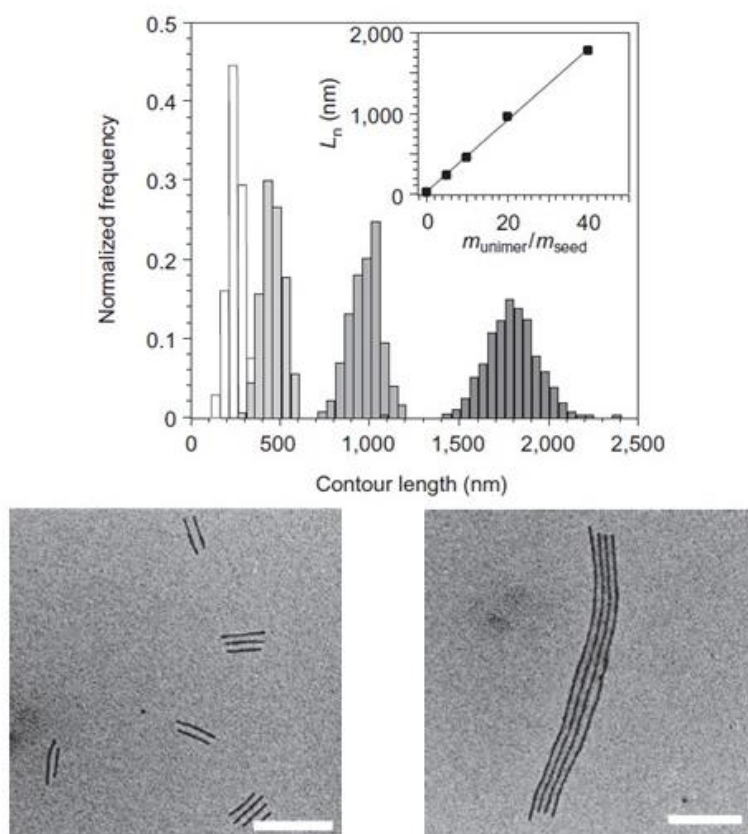 0.5
0.4
0.3
0.2
0.1
0
Normalized frequency
0 500 1,000 1,500 2,000 2,500
Contour length (nm)
2,000
1,000
0
Lₙ (nm)
0 20 40
m_unimer/m_seed